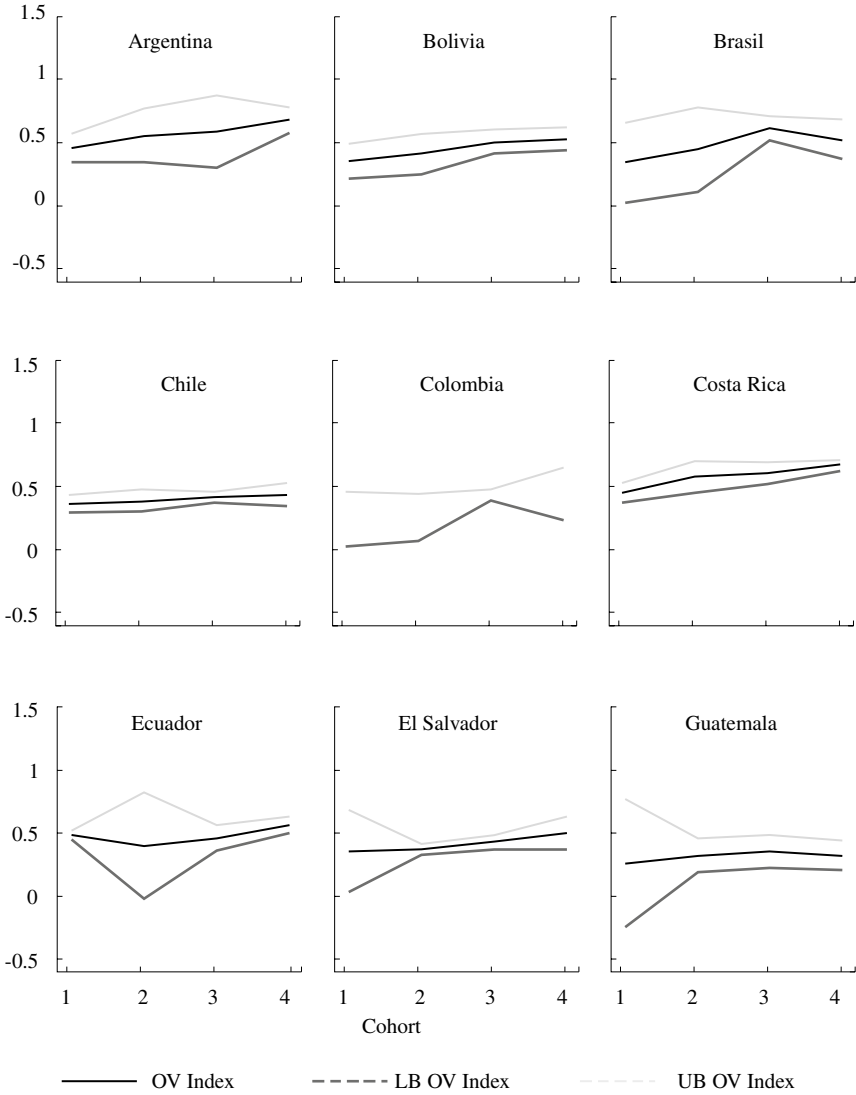 1.5
Argentina
Bolivia
Brasil
1
0.5
0
-0.5
1.5
Chile
Colombia
Costa Rica
1
0.5
0
-0.5
1.5
Ecuador
El Salvador
Guatemala
1
0.5
0
-0.5
1 2 3 4 1 2 3 4 1 2 3 4
Cohort
OV Index LB OV Index UB OV Index